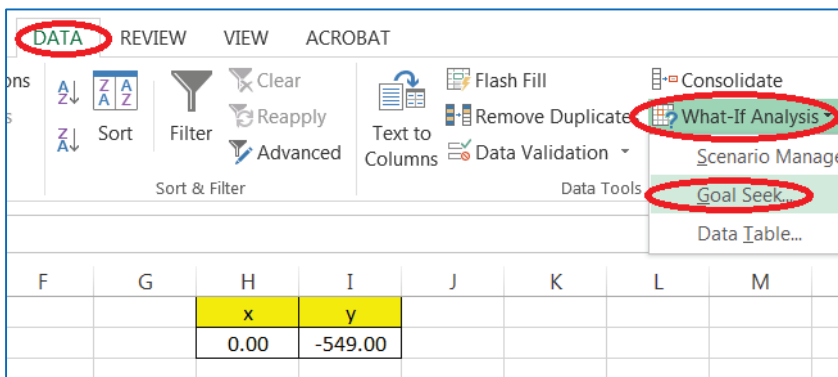 DATA REVIEW VIEW ACROBAT
ons Clear Flash Fill Consolidate
Reapply Remove Duplicate What-If Analysis
Sort Filter Advanced Text to Columns Data Validation Scenario Manage
Sort & Filter Data Tools Goal Seek...
Data Table...
F G H I J K L M
x y
0.00 -549.00